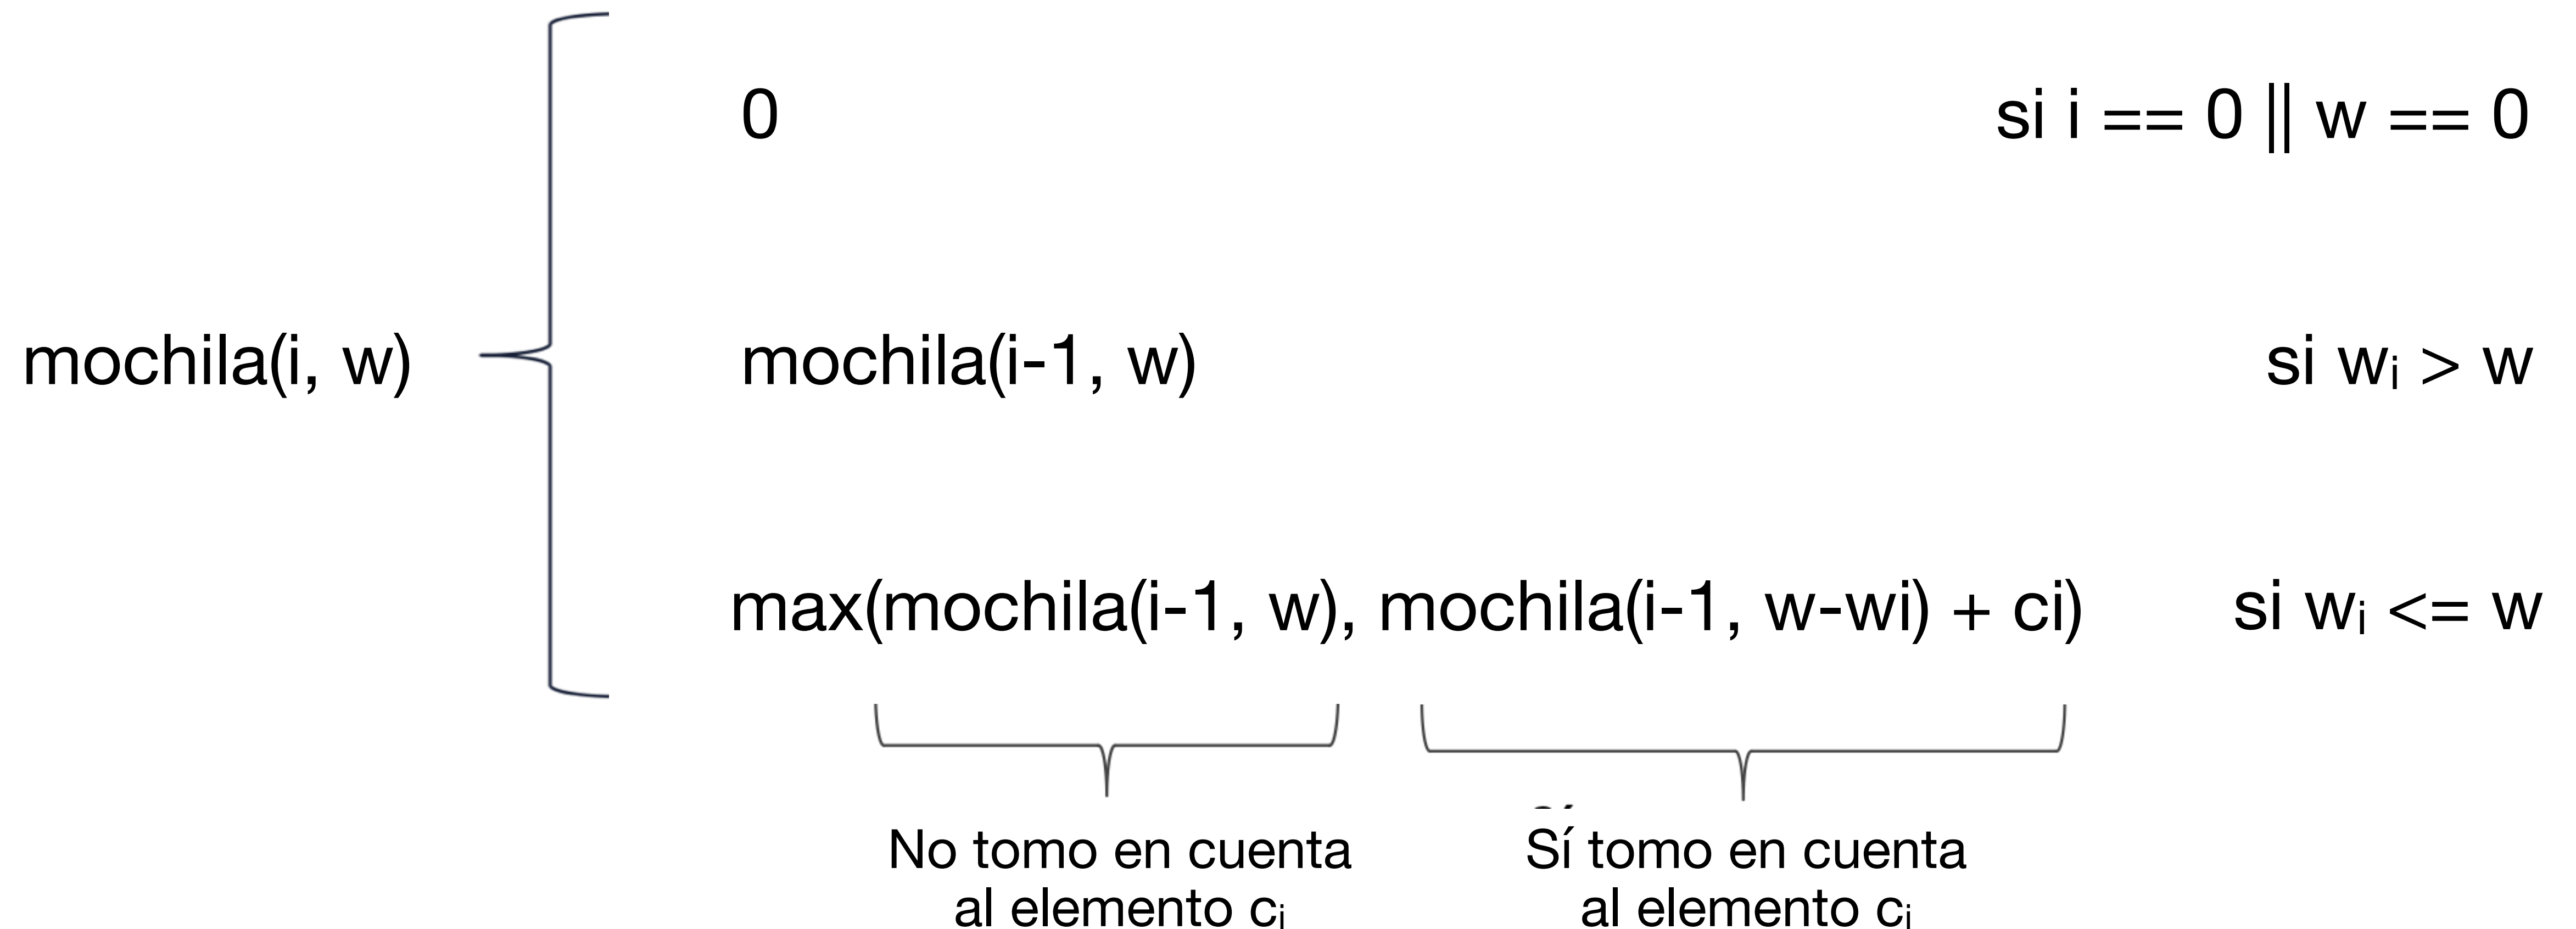 0 si i == 0 || w == 0
mochila(i, w) mochila(i-1, w) si wᵢ > w
max(mochila(i-1, w), mochila(i-1, w-wi) + ci) si wᵢ <= w
No tomo en cuenta
al elemento cᵢ
Sí tomo en cuenta
al elemento cᵢ